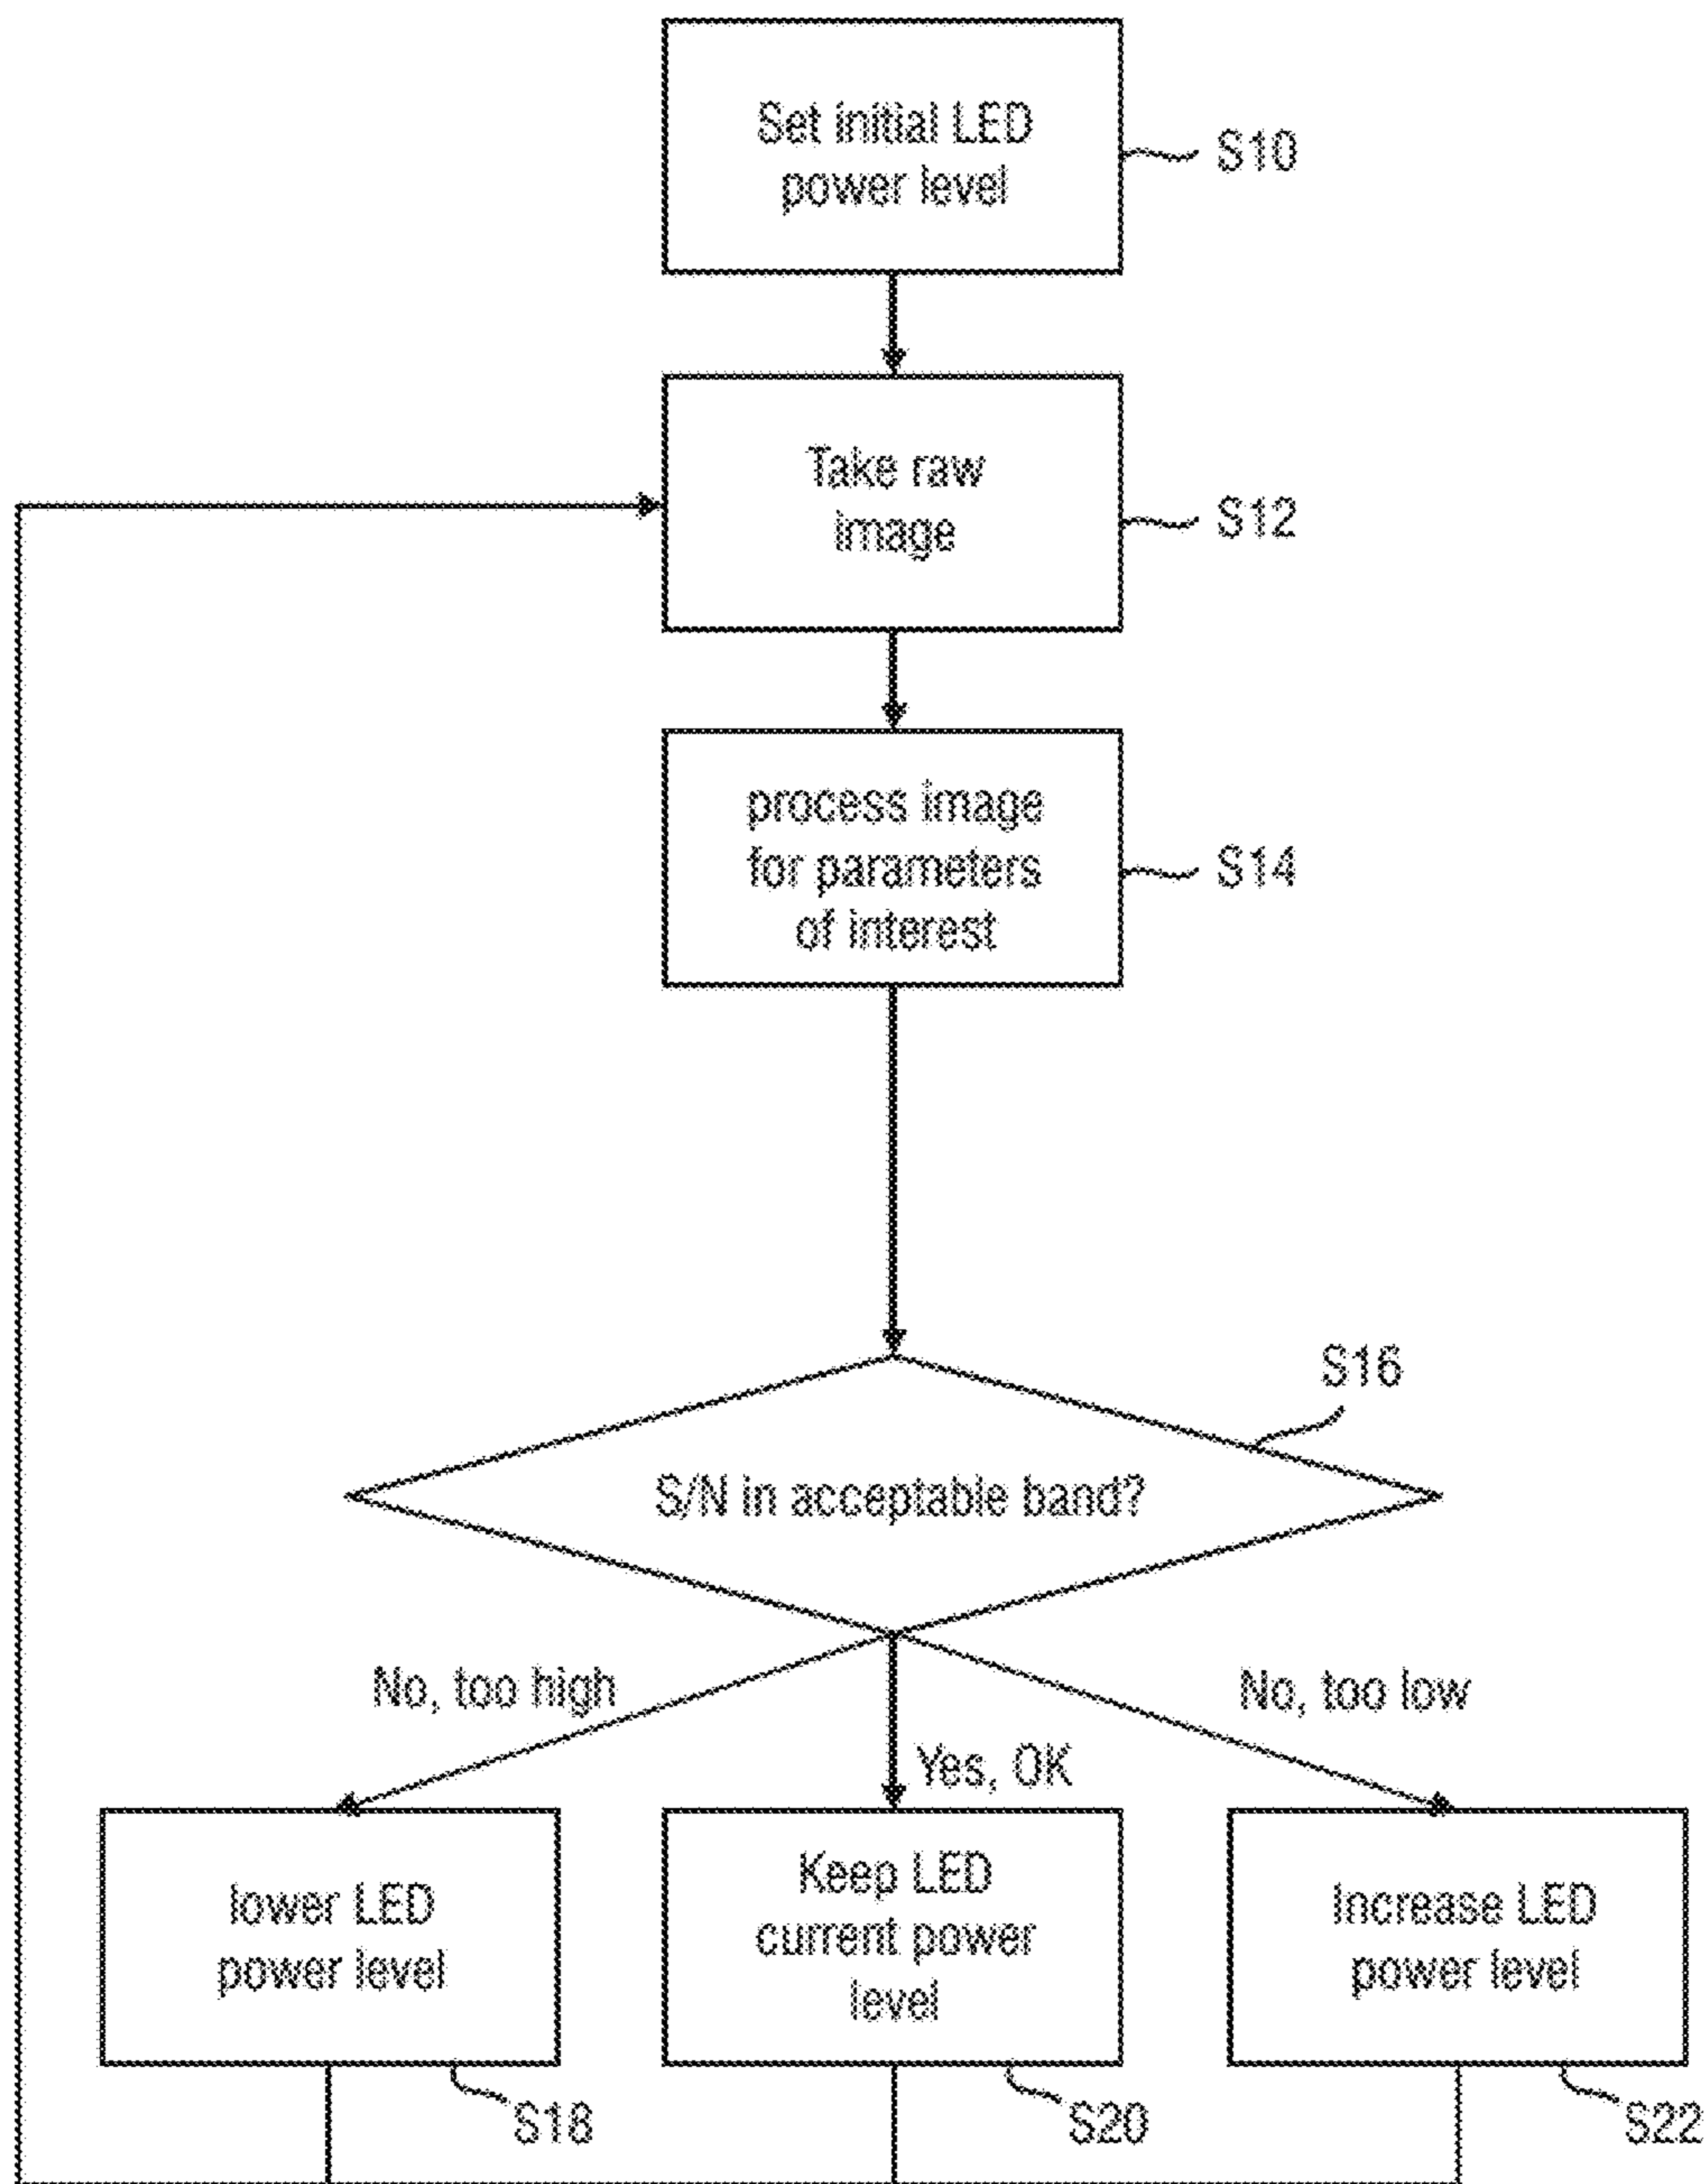 Set initial LED
power level
S10
Take raw
image
S12
process image
for parameters
of interest
S14
S16
S/N in acceptable band?
No, too high
No, too low
Yes, OK
lower LED
power level
S18
Keep LED
current power
level
S20
Increase LED
power level
S22